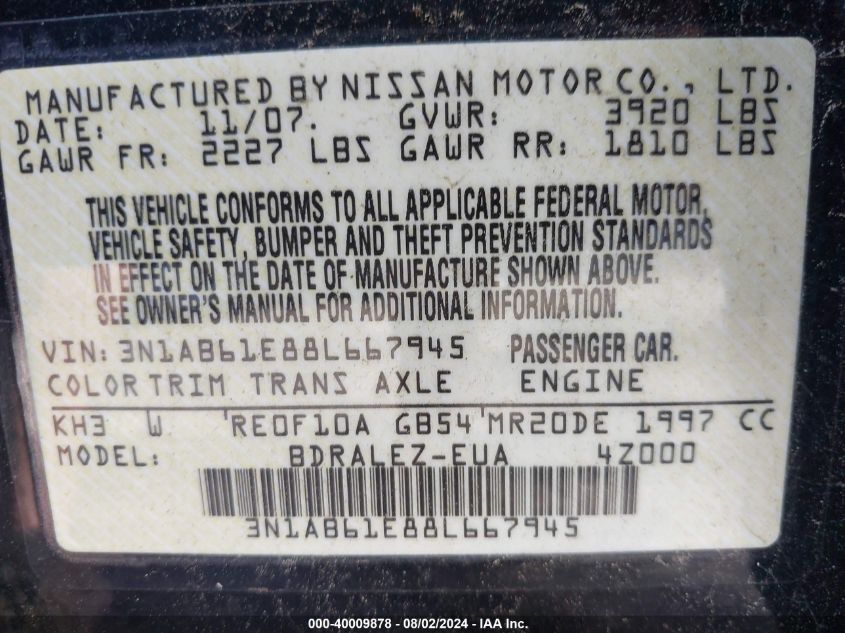 MANUFACTURED BY NISSAN MOTOR CO., LTD.
DATE: 11/07. GVWR: 3920 LBS
GAWR FR: 2227 LBS GAWR RR: 1810 LBS
THIS VEHICLE CONFORMS TO ALL APPLICABLE FEDERAL MOTOR
VEHICLE SAFETY, BUMPER AND THEFT PREVENTION STANDARDS
IN EFFECT ON THE DATE OF MANUFACTURE SHOWN ABOVE.
SEE OWNER'S MANUAL FOR ADDITIONAL INFORMATION.
VIN: 3N1AB61E88L667945 PASSENGER CAR.
COLOR TRIM TRANS AXLE ENGINE
KH3 W RE0F10A GB54 MR20DE 1997 CC
MODEL: BDRALEZ-EUA 4Z000
3N1AB61E88L667945
000-40009878 - 08/02/2024 - IAA Inc.